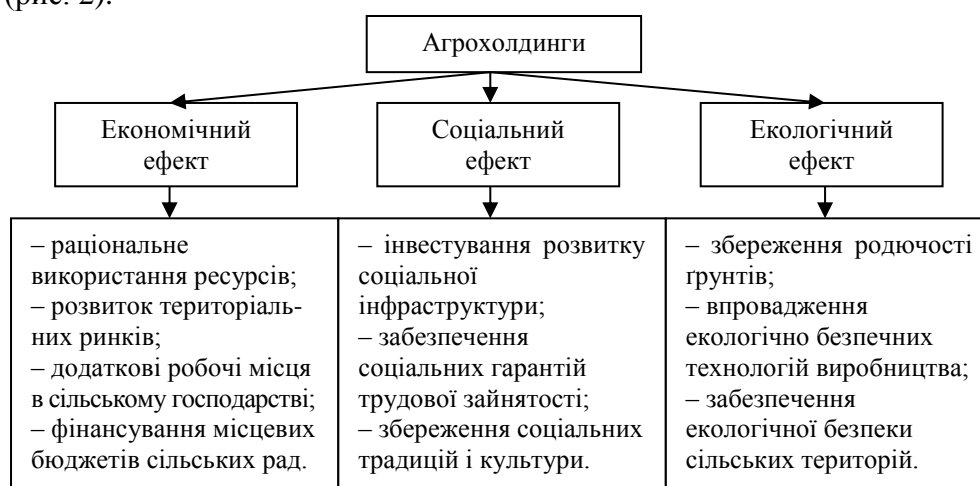 (рис. 2).
Агрохолдинги
Економічний
ефект
Соціальний
ефект
Екологічний
ефект
– раціональне
використання ресурсів;
– розвиток територіаль-
них ринків;
– додаткові робочі місця
в сільському господарстві;
– фінансування місцевих
бюджетів сільських рад.
– інвестування розвитку
соціальної
інфраструктури;
– забезпечення
соціальних гарантій
трудової зайнятості;
– збереження соціальних
традицій і культури.
– збереження родючості
ґрунтів;
– впровадження
екологічно безпечних
технологій виробництва;
– забезпечення
екологічної безпеки
сільських територій.